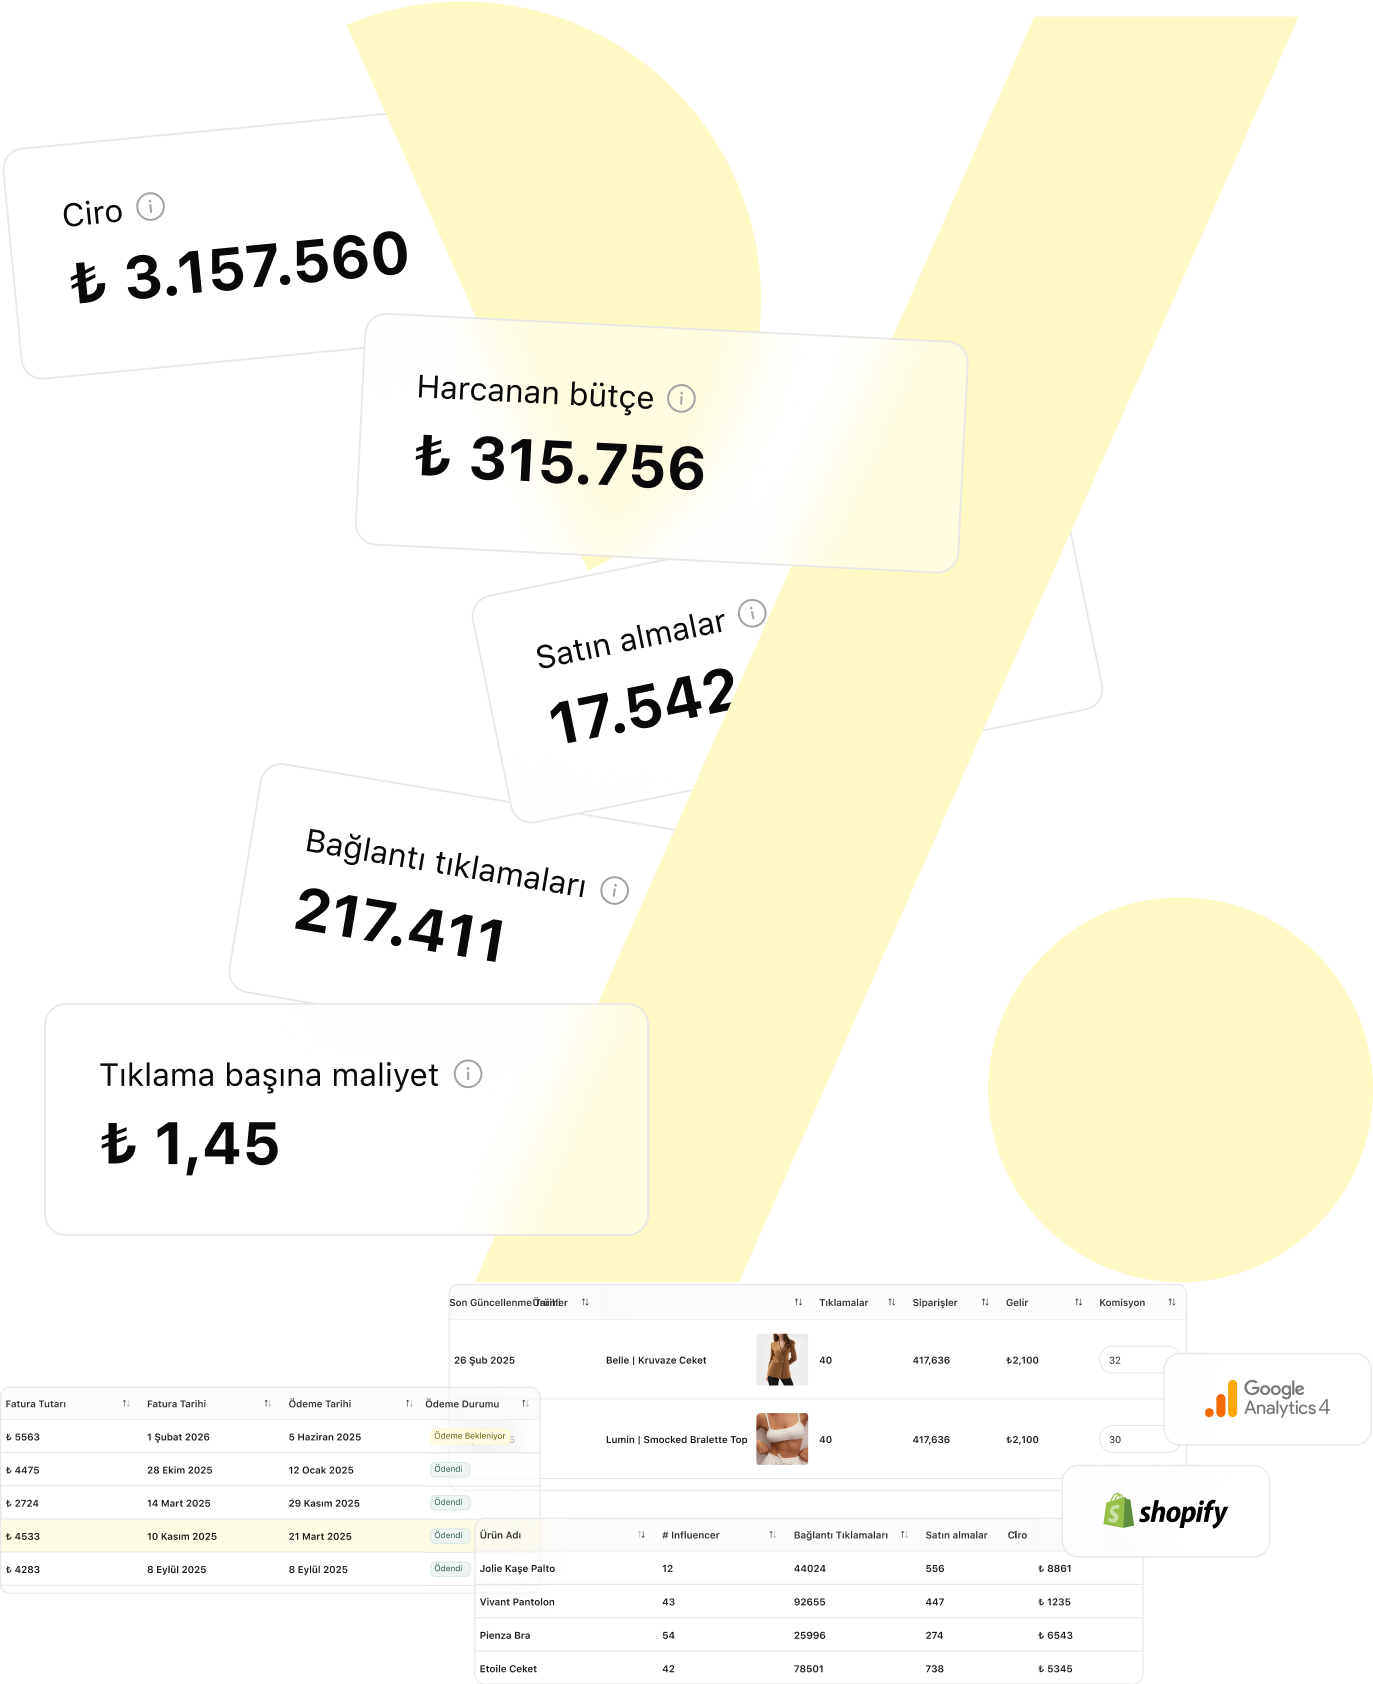 Ciro
₺ 3.157.560
Harcanan bütçe
₺ 315.756
Satın almalar
17.542
Bağlantı tıklamaları
217.411
Tıklama başına maliyet
₺ 1,45
Son Güncellenme Tarihi Ürünler Tıklamalar Siparişler Gelir Komisyon
26 Şub 2025 Belle | Kruvaze Ceket 40 417,636 ₺2,100 32
Lumin | Smocked Bralette Top 40 417,636 ₺2,100 30
Google
Analytics 4
shopify
Fatura Tutarı Fatura Tarihi Ödeme Tarihi Ödeme Durumu
₺ 5563 1 Şubat 2026 5 Haziran 2025 Ödeme Bekleniyor
₺ 4475 28 Ekim 2025 12 Ocak 2025 Ödendi
₺ 2724 14 Mart 2025 29 Kasım 2025 Ödendi
₺ 4533 10 Kasım 2025 21 Mart 2025 Ödendi
₺ 4283 8 Eylül 2025 8 Eylül 2025 Ödendi
Ürün Adı # Influencer Bağlantı Tıklamaları Satın almalar Ciro
Jolie Kaşe Palto 12 44024 556 ₺ 8861
Vivant Pantolon 43 92655 447 ₺ 1235
Pienza Bra 54 25996 274 ₺ 6543
Etoile Ceket 42 78501 738 ₺ 5345